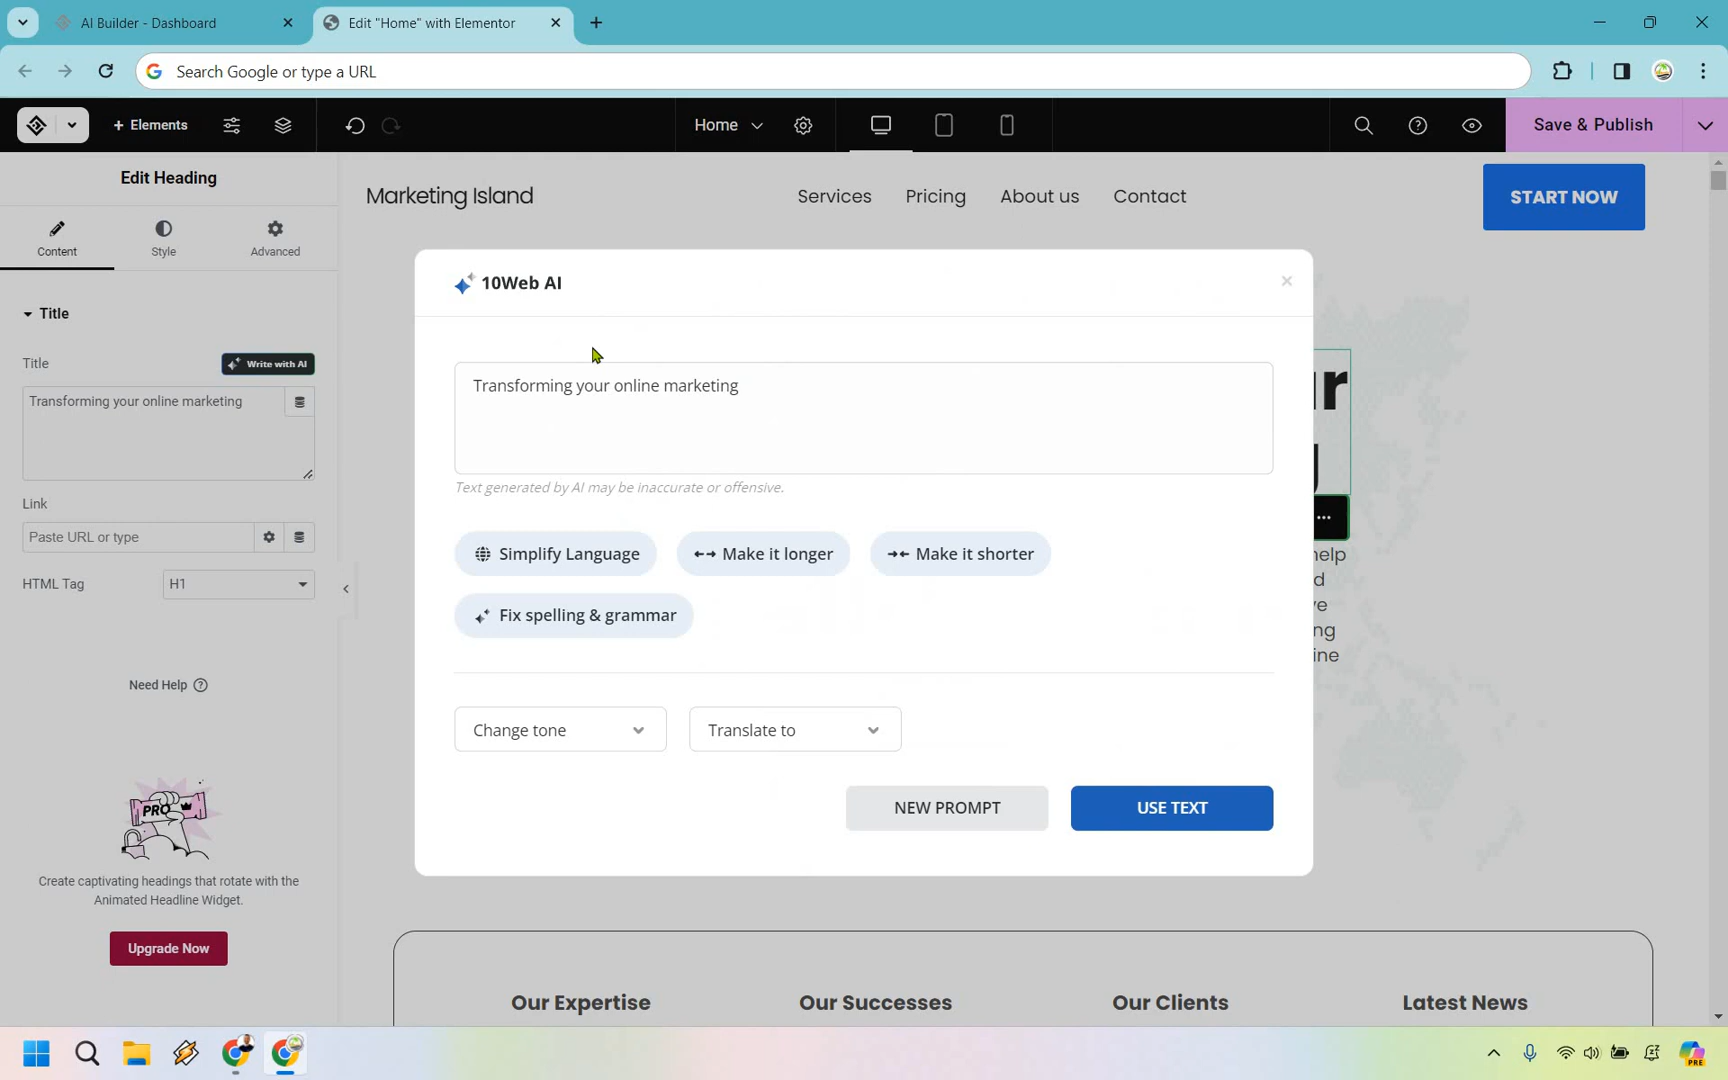 AI Builder - Dashboard
Edit "Home" with Elementor
Search Google or type a URL
+ Elements
Home
Save & Publish
Edit Heading
Content
Style
Advanced
Marketing Island
Services
Pricing
About us
Contact
START NOW
Title
Title
Write with AI
Transforming your online marketing
Link
Paste URL or type
HTML Tag
H1
Need Help
PRO
Create captivating headings that rotate with the
Animated Headline Widget.
Upgrade Now
10Web AI
Transforming your online marketing
Text generated by AI may be inaccurate or offensive.
Simplify Language
Make it longer
Make it shorter
Fix spelling & grammar
Change tone
Translate to
NEW PROMPT
USE TEXT
ur
g
help
d
e
ng
ine
Our Expertise
Our Successes
Our Clients
Latest News
PRE